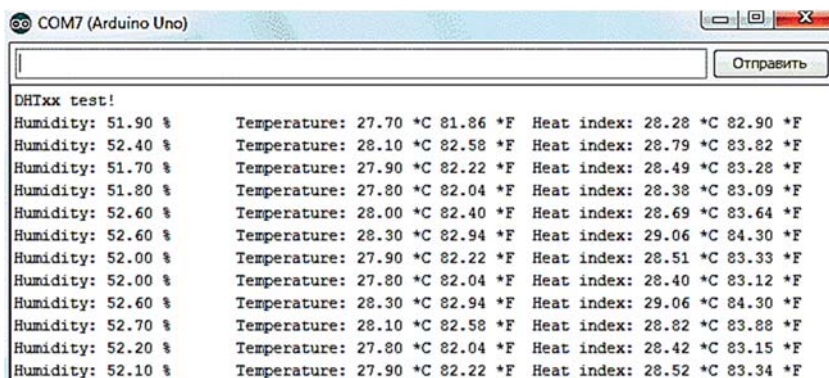 COM7 (Arduino Uno)
Отправить
DHTxx test!
Humidity: 51.90 % Temperature: 27.70 *C 81.86 *F Heat index: 28.28 *C 82.90 *F
Humidity: 52.40 % Temperature: 28.10 *C 82.58 *F Heat index: 28.79 *C 83.82 *F
Humidity: 51.70 % Temperature: 27.90 *C 82.22 *F Heat index: 28.49 *C 83.28 *F
Humidity: 51.80 % Temperature: 27.80 *C 82.04 *F Heat index: 28.38 *C 83.09 *F
Humidity: 52.60 % Temperature: 28.00 *C 82.40 *F Heat index: 28.69 *C 83.64 *F
Humidity: 52.60 % Temperature: 28.30 *C 82.94 *F Heat index: 29.06 *C 84.30 *F
Humidity: 52.00 % Temperature: 27.90 *C 82.22 *F Heat index: 28.51 *C 83.33 *F
Humidity: 52.00 % Temperature: 27.80 *C 82.04 *F Heat index: 28.40 *C 83.12 *F
Humidity: 52.60 % Temperature: 28.30 *C 82.94 *F Heat index: 29.06 *C 84.30 *F
Humidity: 52.70 % Temperature: 28.10 *C 82.58 *F Heat index: 28.82 *C 83.88 *F
Humidity: 52.20 % Temperature: 27.80 *C 82.04 *F Heat index: 28.42 *C 83.15 *F
Humidity: 52.10 % Temperature: 27.90 *C 82.22 *F Heat index: 28.52 *C 83.34 *F